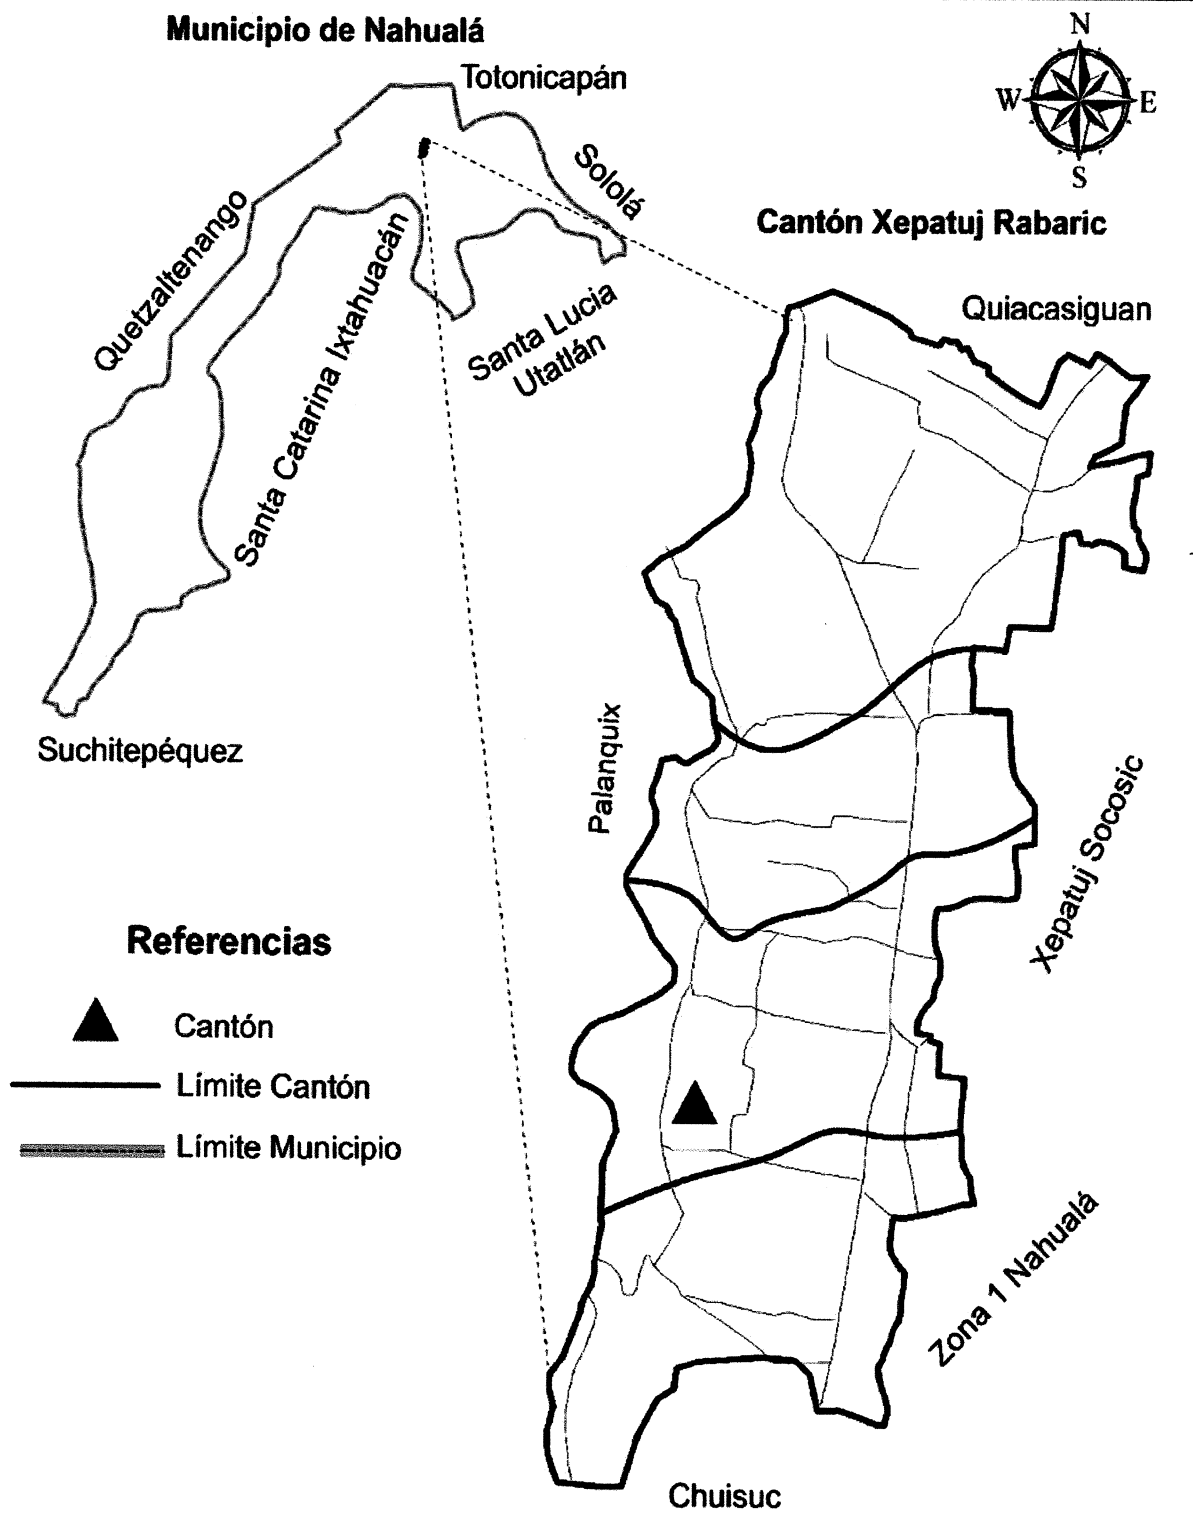 Municipio de Nahualá
N
W
E
S
Totonicapán
Sololá
Quetzaltenango
Santa Catarina Ixtahuacán
Santa Lucia
Utatlán
Suchitepéquez
Cantón Xepatuj Rabaric
Quiacasiguan
Palanquix
Xepatuj Socosic
Zona 1 Nahualá
Chuisuc
Referencias
Cantón
Límite Cantón
Límite Municipio